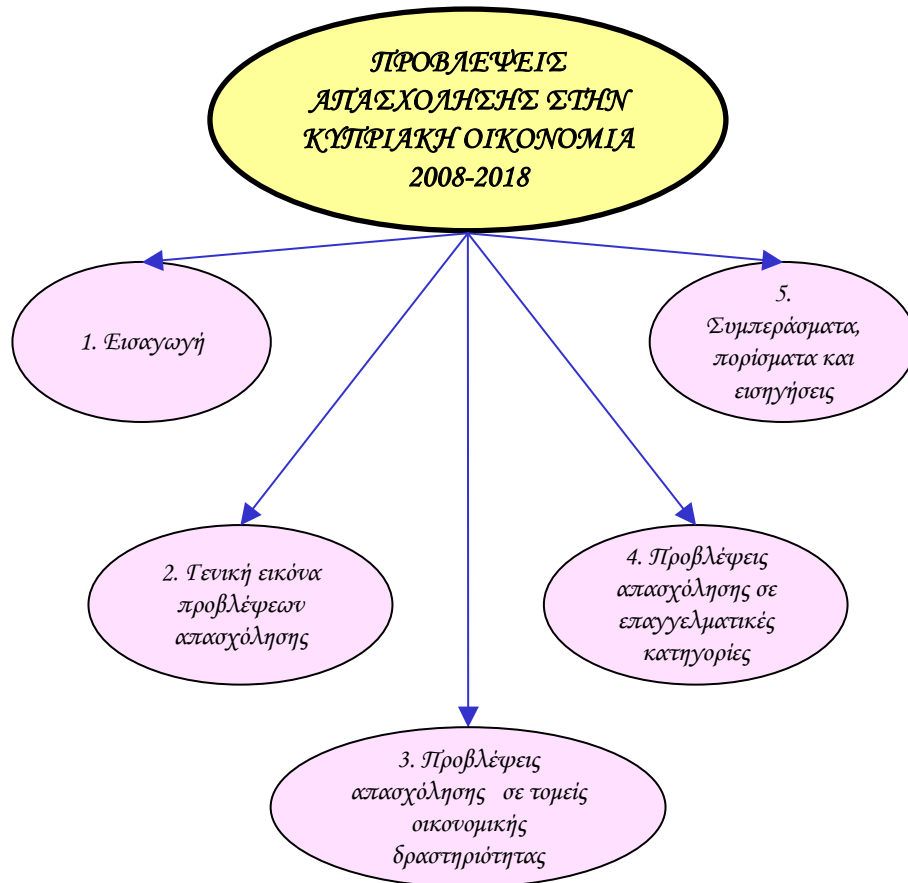 ΠΡΟΒΛΕΨΕΙΣ
ΑΠΑΣΧΟΛΗΣΗΣ ΣΤΗΝ
ΚΥΠΡΙΑΚΗ ΟΙΚΟΝΟΜΙΑ
2008-2018
1. Εισαγωγή
2. Γενική εικόνα
προβλέψεων
απασχόλησης
3. Προβλέψεις
απασχόλησης σε τομείς
οικονομικής
δραστηριότητας
4. Προβλέψεις
απασχόλησης σε
επαγγελματικές
κατηγορίες
5.
Συμπεράσματα,
πορίσματα και
εισηγήσεις